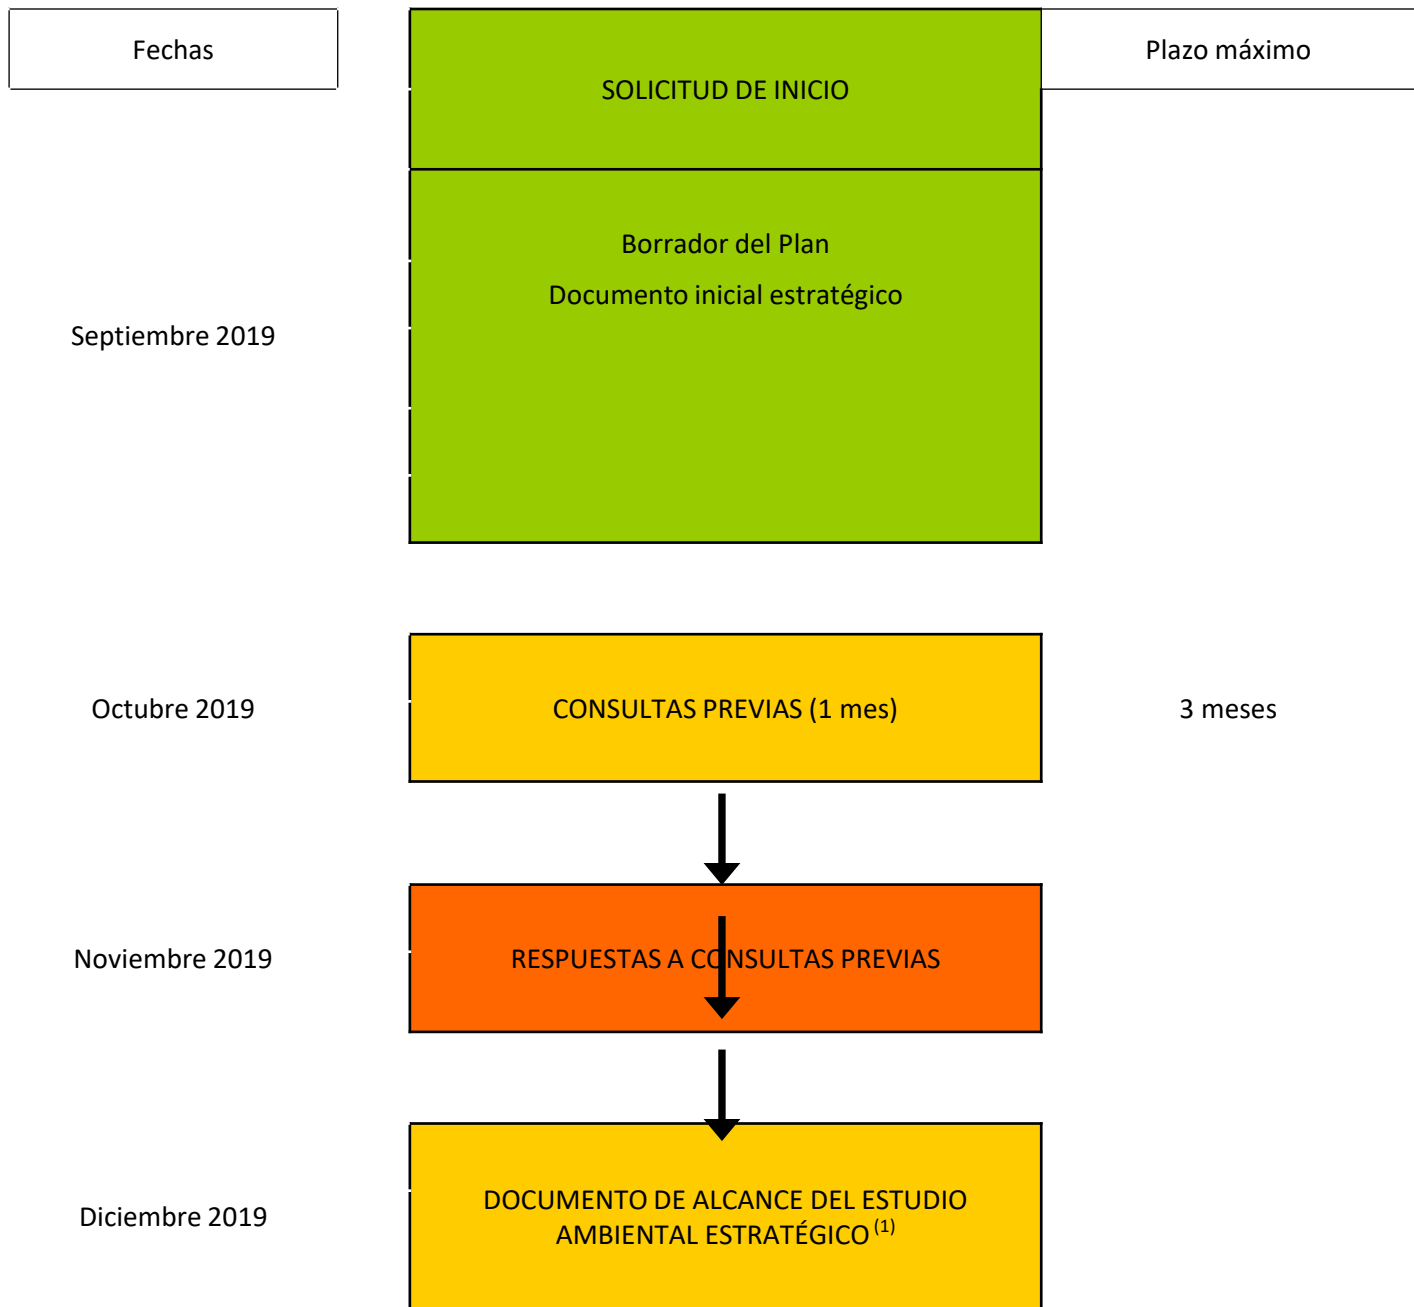 Fechas
SOLICITUD DE INICIO
Plazo máximo
Borrador del Plan
Documento inicial estratégico
Septiembre 2019
Octubre 2019
CONSULTAS PREVIAS (1 mes)
3 meses
Noviembre 2019
RESPUESTAS A CONSULTAS PREVIAS
Diciembre 2019
DOCUMENTO DE ALCANCE DEL ESTUDIO
AMBIENTAL ESTRATÉGICO (1)